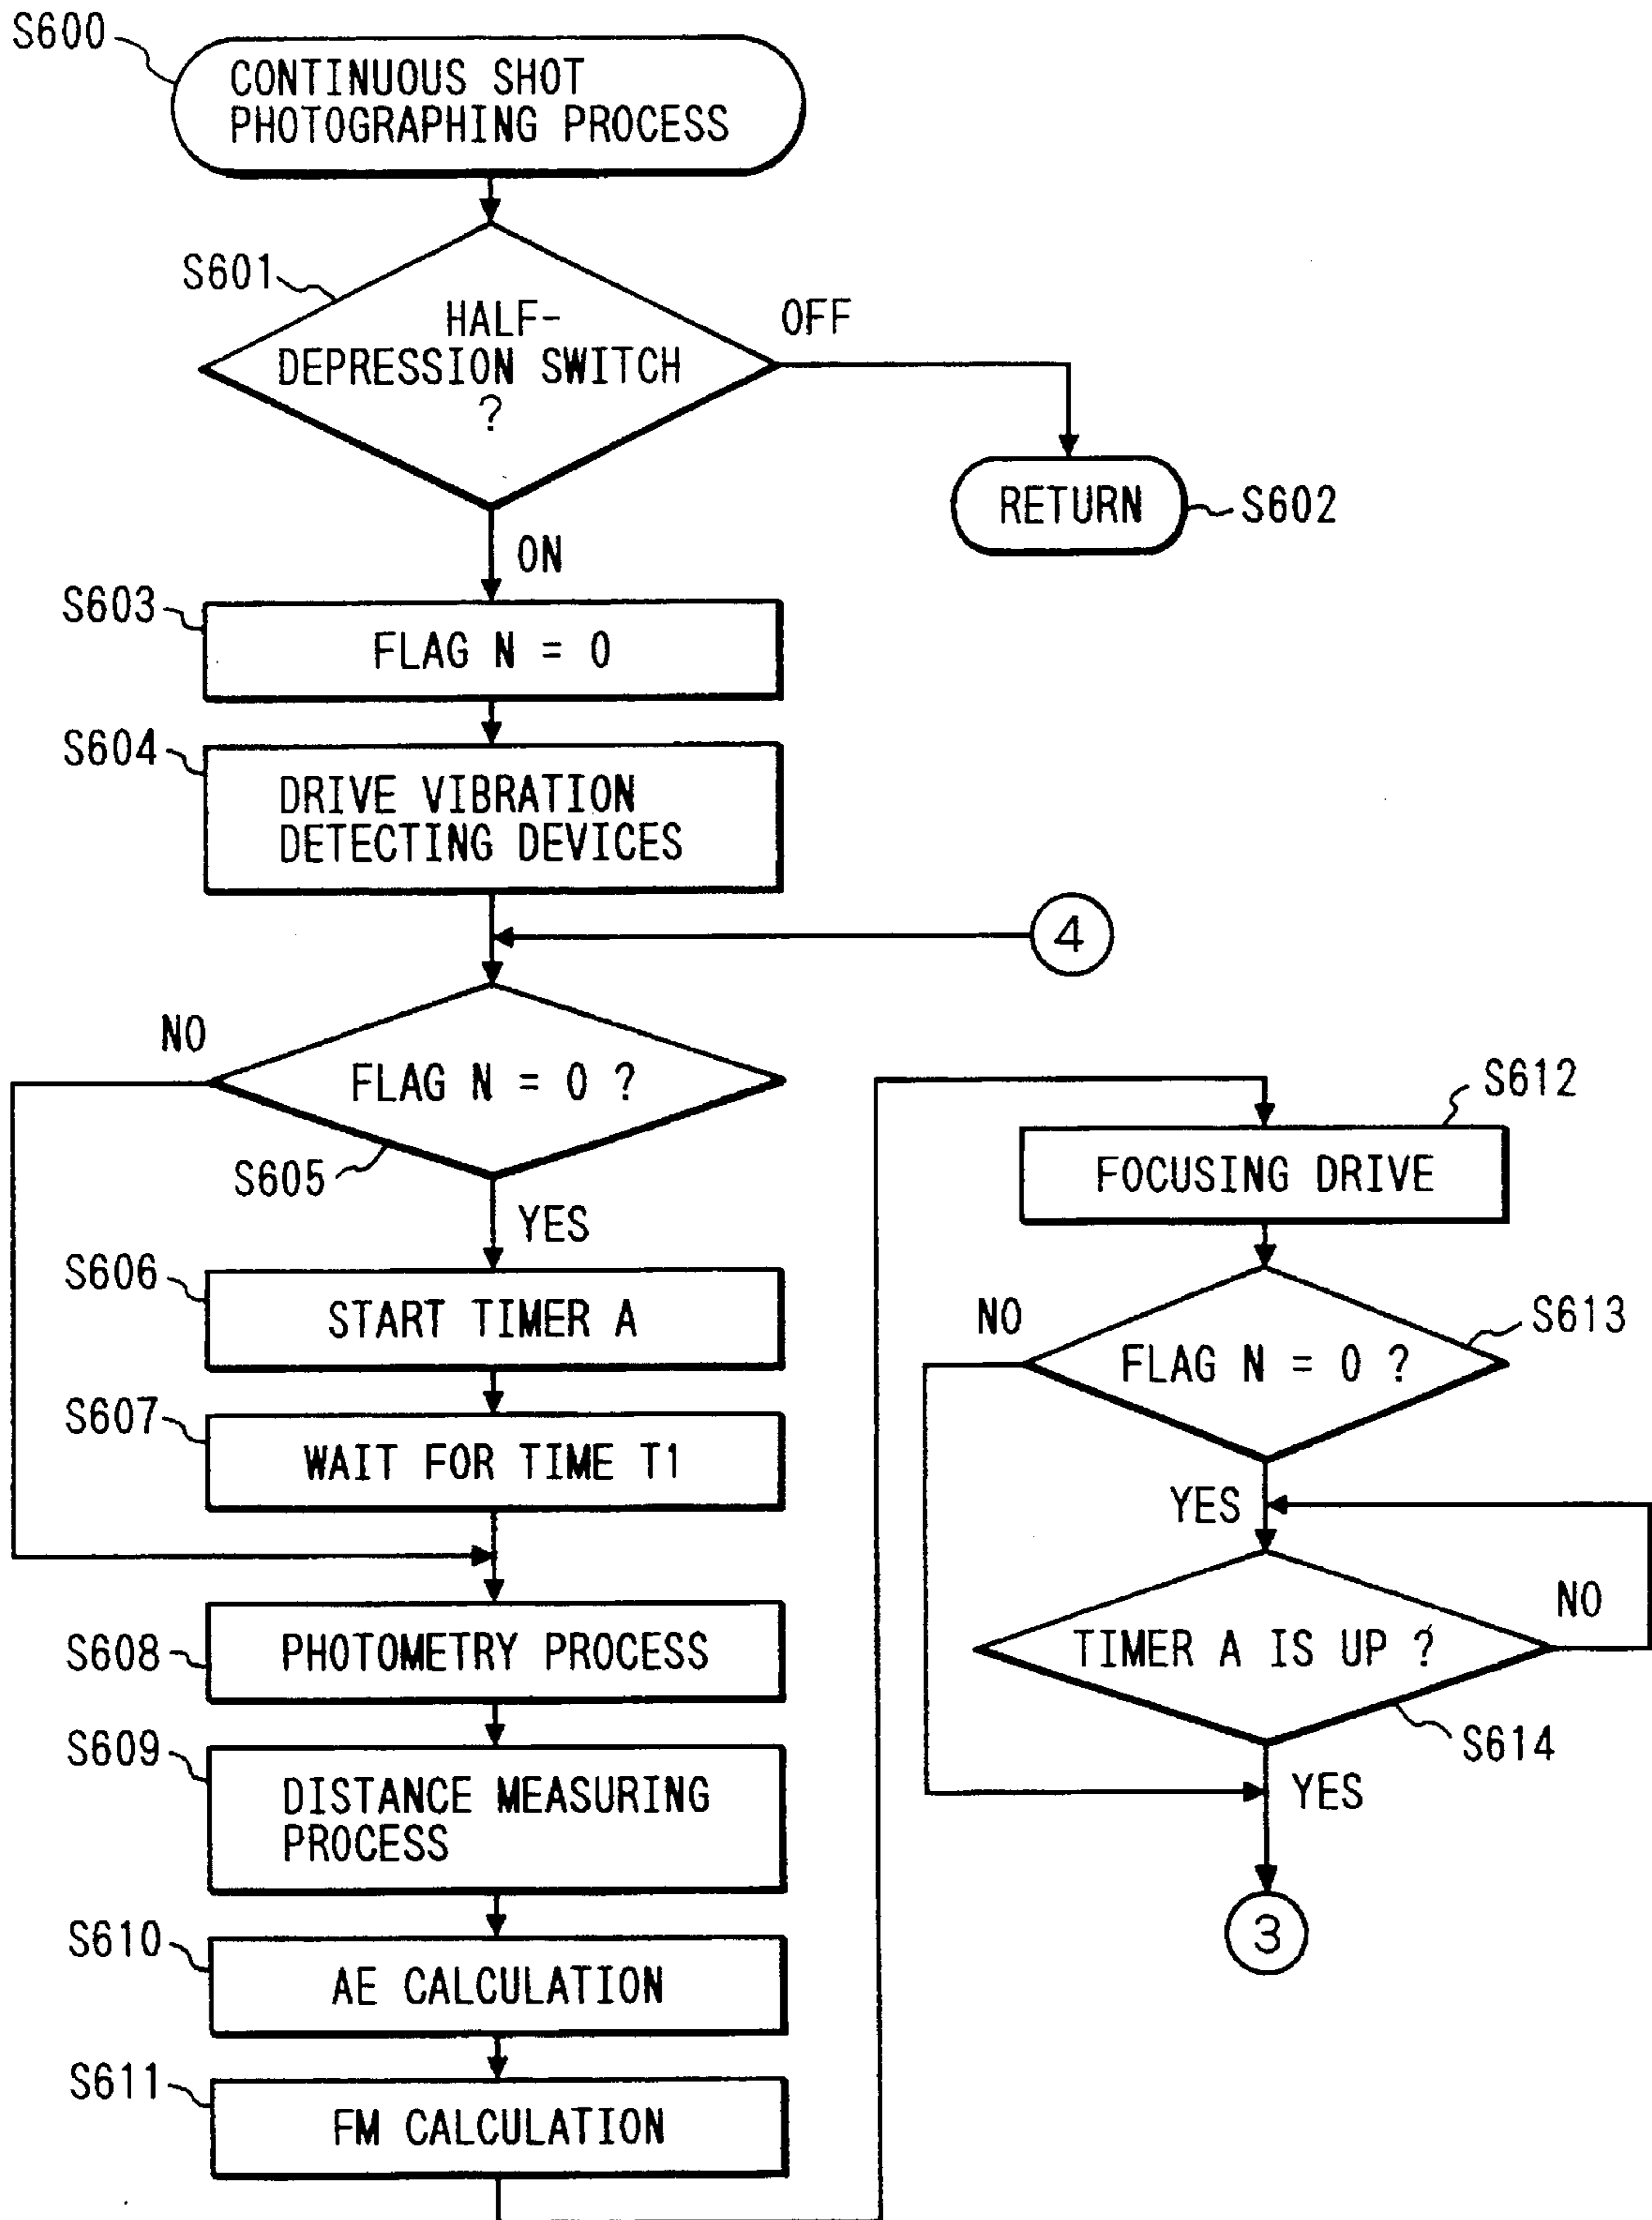 S600
CONTINUOUS SHOT
PHOTOGRAPHING PROCESS
S601
HALF-
DEPRESSION SWITCH
?
OFF
RETURN
S602
ON
S603
FLAG N = 0
S604
DRIVE VIBRATION
DETECTING DEVICES
4
NO
FLAG N = 0 ?
S605
YES
S606
START TIMER A
S607
WAIT FOR TIME T1
S608
PHOTOMETRY PROCESS
S609
DISTANCE MEASURING
PROCESS
S610
AE CALCULATION
S611
FM CALCULATION
S612
FOCUSING DRIVE
NO
S613
FLAG N = 0 ?
YES
NO
TIMER A IS UP ?
S614
YES
3